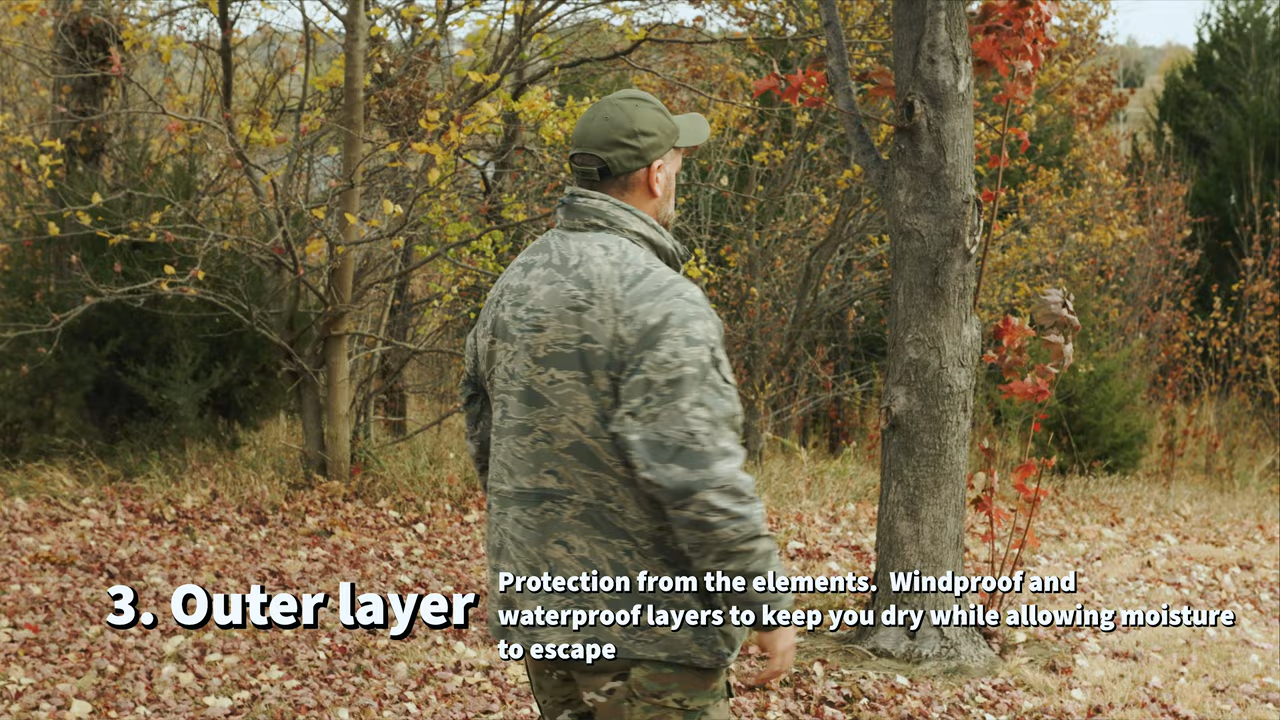 3. Outer layer
Protection from the elements.  Windproof and
waterproof layers to keep you dry while allowing moisture
to escape